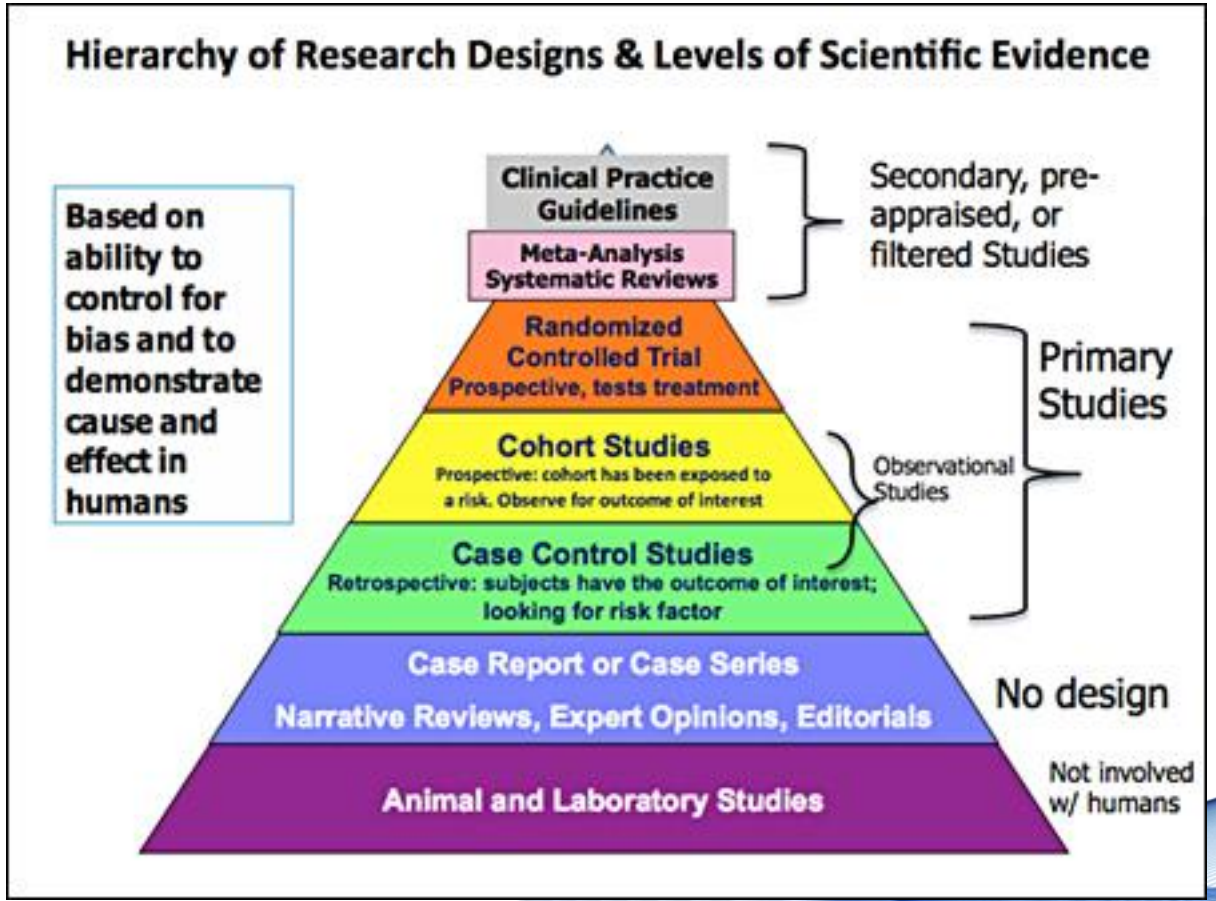 Hierarchy of Research Designs & Levels of Scientific Evidence
Based on
ability to
control for
bias and to
demonstrate
cause and
effect in
humans
Clinical Practice
Guidelines
Meta-Analysis
Systematic Reviews
Secondary, pre-
appraised, or
filtered Studies
Randomized
Controlled Trial
Prospective, tests treatment
Primary
Studies
Cohort Studies
Prospective: cohort has been exposed to
a risk. Observe for outcome of interest
Observational
Studies
Case Control Studies
Retrospective: subjects have the outcome of interest;
looking for risk factor
Case Report or Case Series
Narrative Reviews, Expert Opinions, Editorials
No design
Animal and Laboratory Studies
Not involved
w/ humans